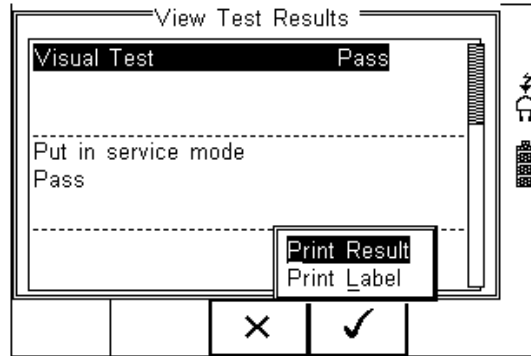 View Test Results
Visual Test Pass
Put in service mode
Pass
Print Result
Print Label